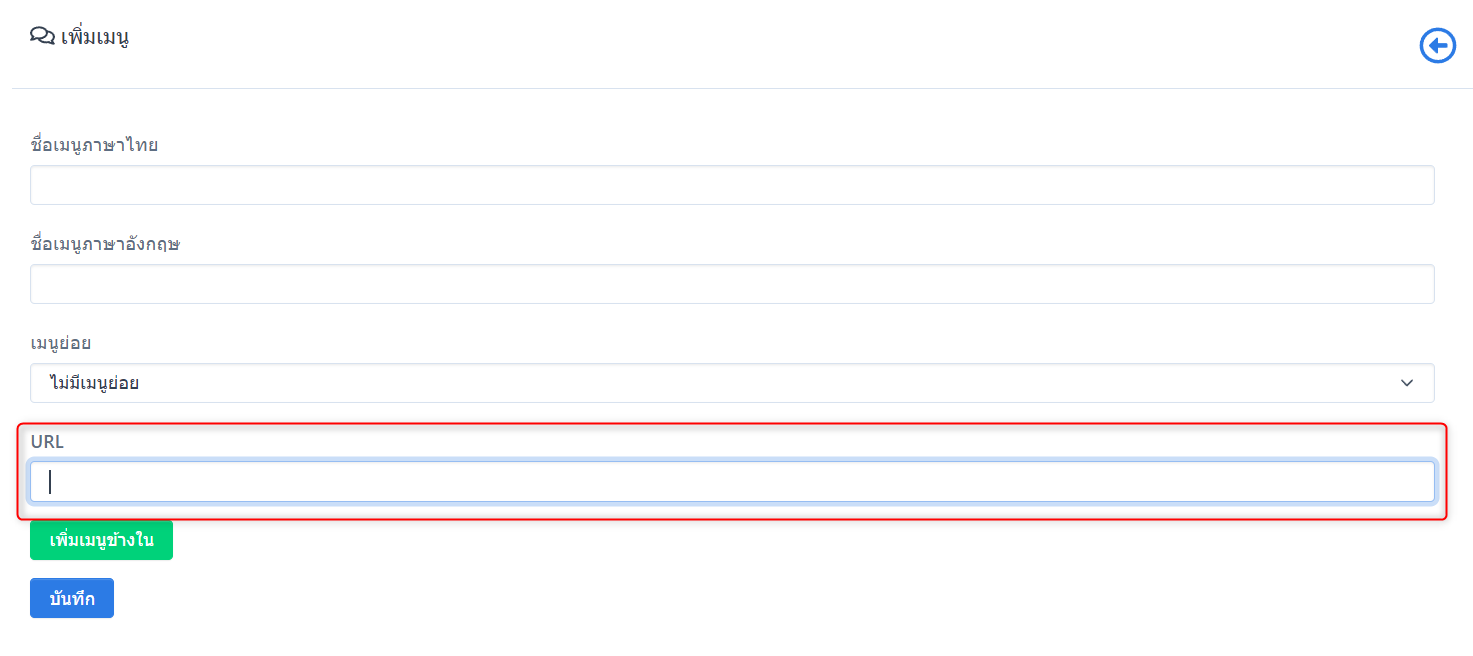 เพิ่มเมนู
ชื่อเมนูภาษาไทย
ชื่อเมนูภาษาอังกฤษ
เมนูย่อย
ไม่มีเมนูย่อย
URL
เพิ่มเมนูข้างใน
บันทึก